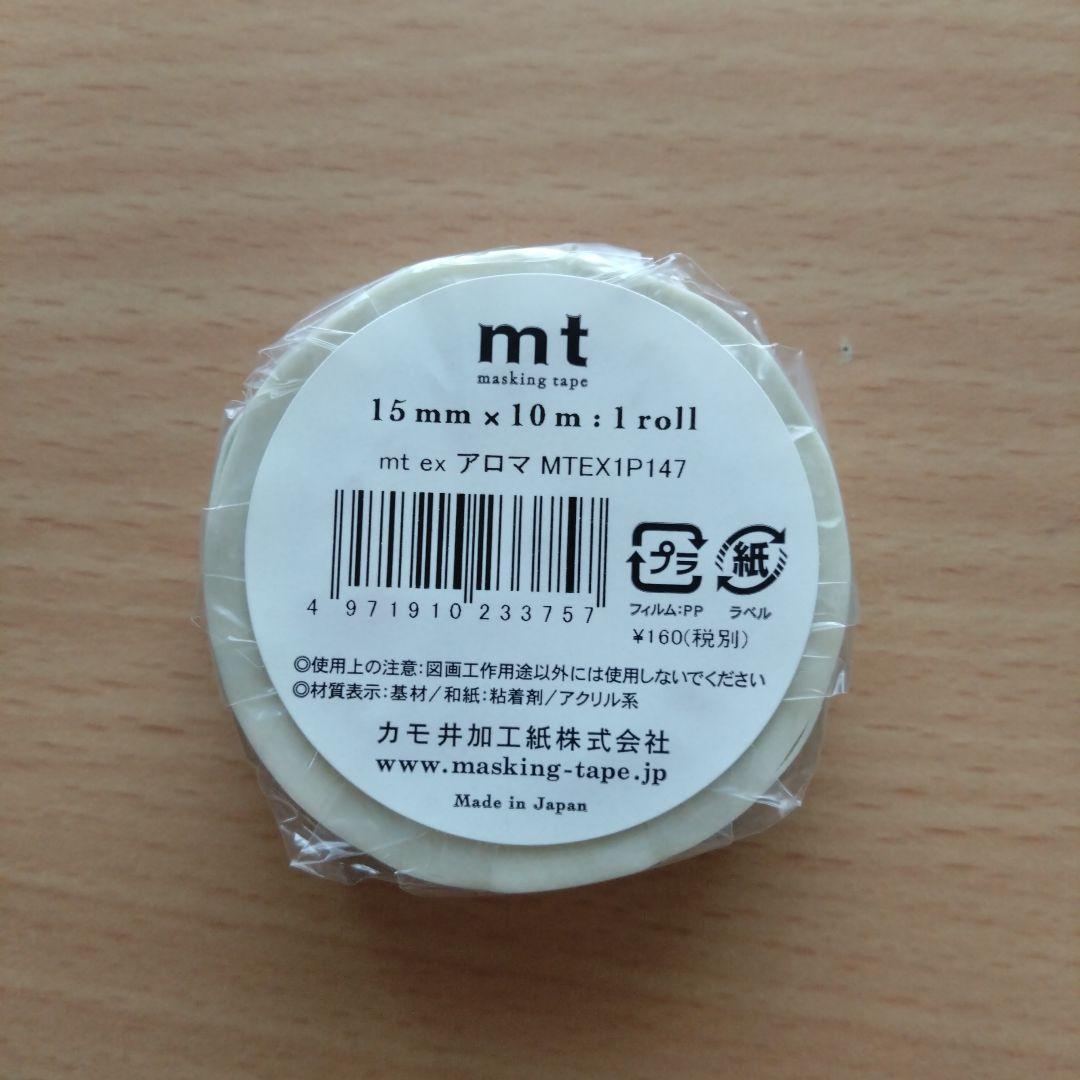 mt
masking tape
15mm×10m:1roll
mt ex アロマ MTEX1P147
4 971910 233757
プラ 紙
フィルム:PP ラベル
¥160(税別)
◎使用上の注意:図画工作用途以外には使用しないでください
◎材質表示:基材/和紙:粘着剤/アクリル系
カモ井加工紙株式会社
www.masking-tape.jp
Made in Japan